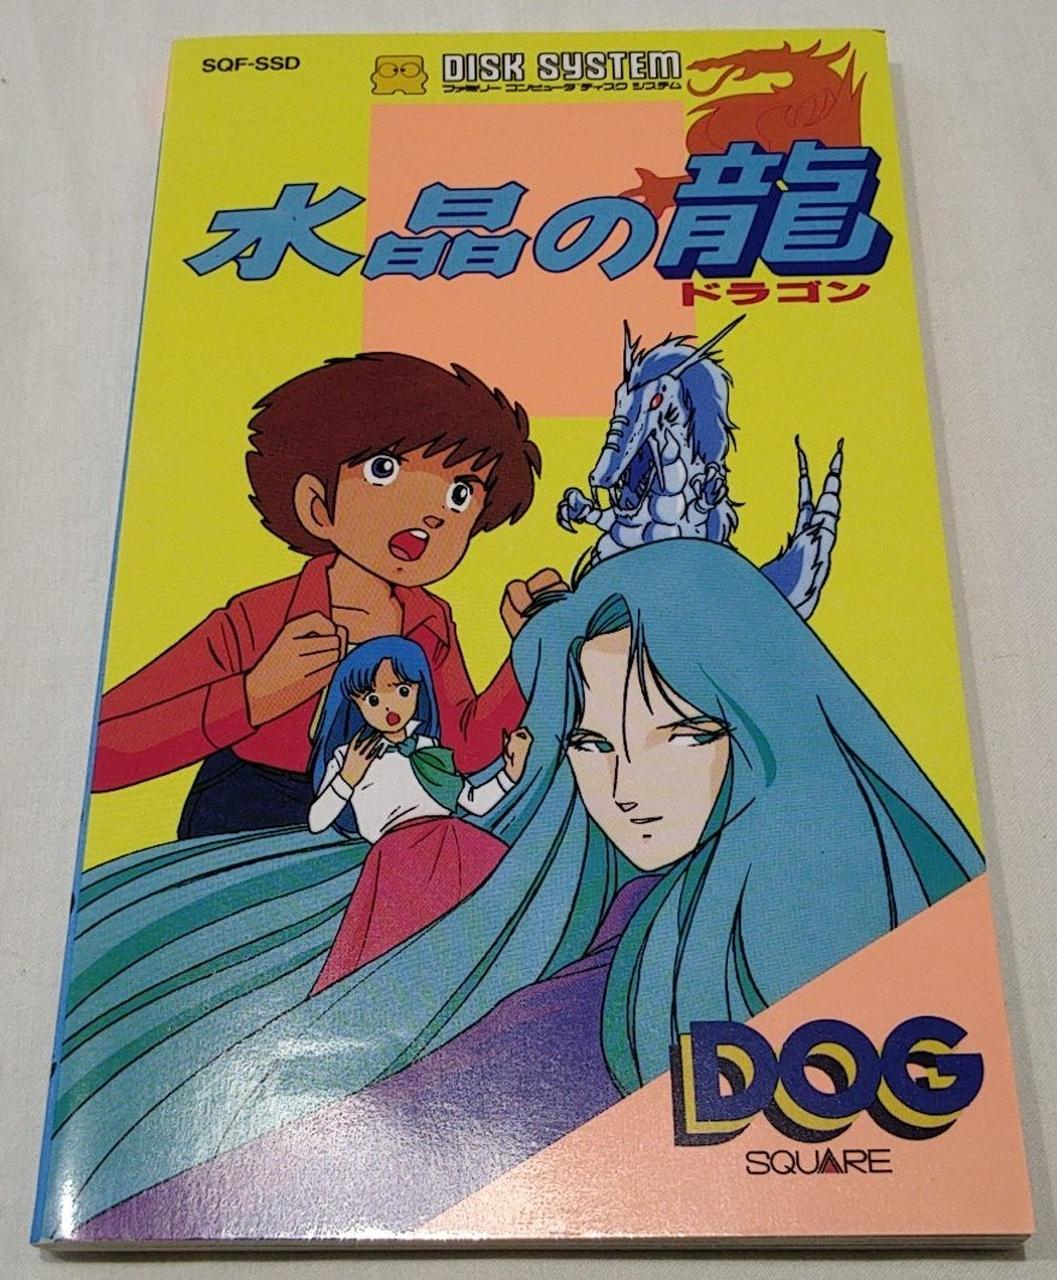 SQF-SSD
DISK SYSTEM
ファミリー コンピュータ ディスク システム
水晶の龍
ドラゴン
DOG
SQUARE